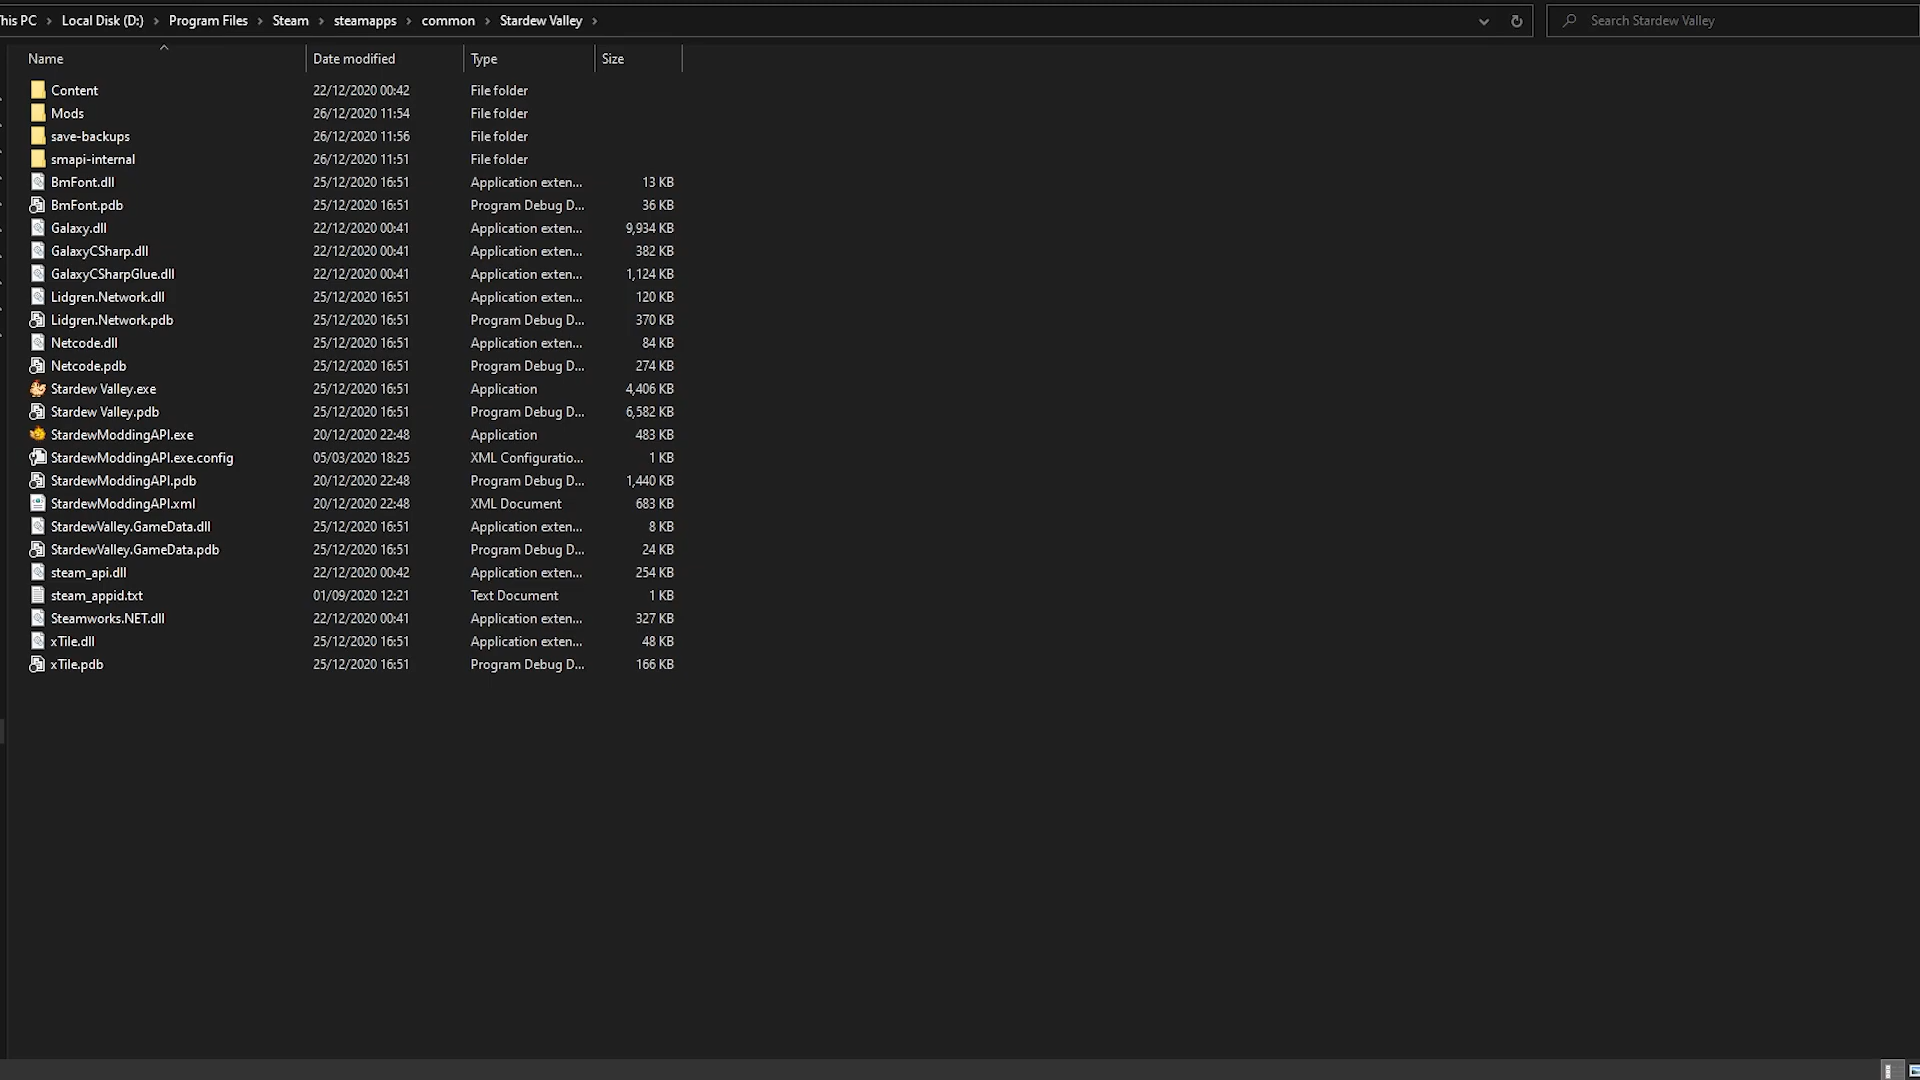 his PC > Local Disk (D:) > Program Files > Steam > steamapps > common > Stardew Valley >
Search Stardew Valley
Name Date modified Type Size
Content 22/12/2020 00:42 File folder
Mods 26/12/2020 11:54 File folder
save-backups 26/12/2020 11:56 File folder
smapi-internal 26/12/2020 11:51 File folder
BmFont.dll 25/12/2020 16:51 Application exten... 13 KB
BmFont.pdb 25/12/2020 16:51 Program Debug D... 36 KB
Galaxy.dll 22/12/2020 00:41 Application exten... 9,934 KB
GalaxyCSharp.dll 22/12/2020 00:41 Application exten... 382 KB
GalaxyCSharpGlue.dll 22/12/2020 00:41 Application exten... 1,124 KB
Lidgren.Network.dll 25/12/2020 16:51 Application exten... 120 KB
Lidgren.Network.pdb 25/12/2020 16:51 Program Debug D... 370 KB
Netcode.dll 25/12/2020 16:51 Application exten... 84 KB
Netcode.pdb 25/12/2020 16:51 Program Debug D... 274 KB
Stardew Valley.exe 25/12/2020 16:51 Application 4,406 KB
Stardew Valley.pdb 25/12/2020 16:51 Program Debug D... 6,582 KB
StardewModdingAPI.exe 20/12/2020 22:48 Application 483 KB
StardewModdingAPI.exe.config 05/03/2020 18:25 XML Configuratio... 1 KB
StardewModdingAPI.pdb 20/12/2020 22:48 Program Debug D... 1,440 KB
StardewModdingAPI.xml 20/12/2020 22:48 XML Document 683 KB
StardewValley.GameData.dll 25/12/2020 16:51 Application exten... 8 KB
StardewValley.GameData.pdb 25/12/2020 16:51 Program Debug D... 24 KB
steam_api.dll 22/12/2020 00:42 Application exten... 254 KB
steam_appid.txt 01/09/2020 12:21 Text Document 1 KB
Steamworks.NET.dll 22/12/2020 00:41 Application exten... 327 KB
xTile.dll 25/12/2020 16:51 Application exten... 48 KB
xTile.pdb 25/12/2020 16:51 Program Debug D... 166 KB